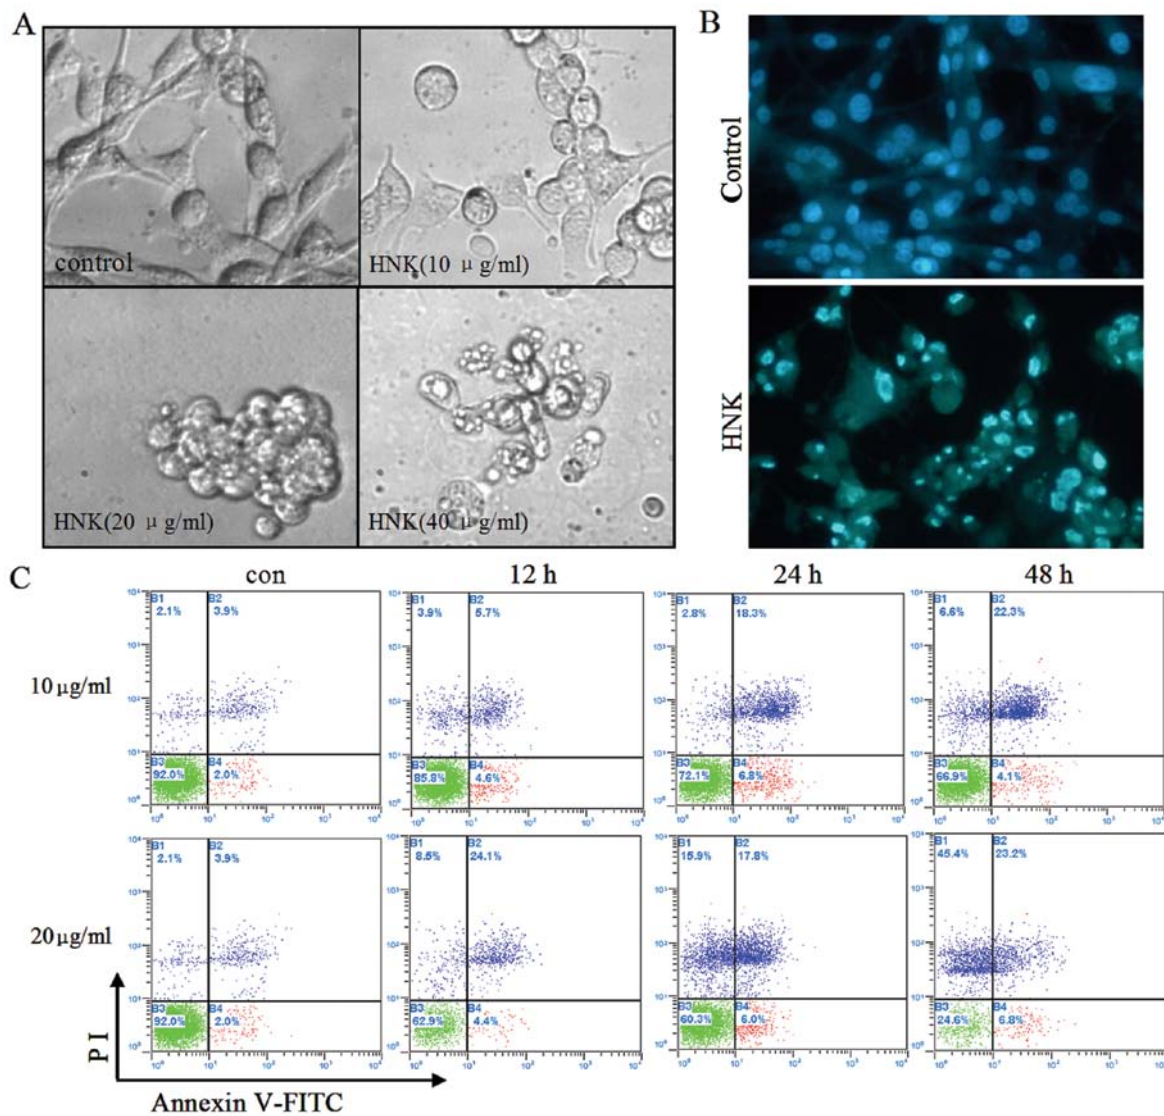 A
control
HNK(10 μg/ml)
HNK(20 μg/ml)
HNK(40 μg/ml)
B
Control
HNK
C
con
12 h
24 h
48 h
10 μg/ml
B1
2.1%
B2
3.9%
B3
92.0%
B4
2.0%
B1
3.9%
B2
5.7%
B3
85.8%
B4
4.6%
B1
2.8%
B2
18.3%
B3
72.1%
B4
6.8%
B1
6.6%
B2
22.3%
B3
66.9%
B4
4.1%
20 μg/ml
B1
2.1%
B2
3.9%
B3
92.0%
B4
2.0%
B1
8.5%
B2
24.1%
B3
62.9%
B4
4.4%
B1
15.9%
B2
17.8%
B3
60.3%
B4
6.0%
B1
45.4%
B2
23.2%
B3
24.6%
B4
6.8%
PI
Annexin V-FITC